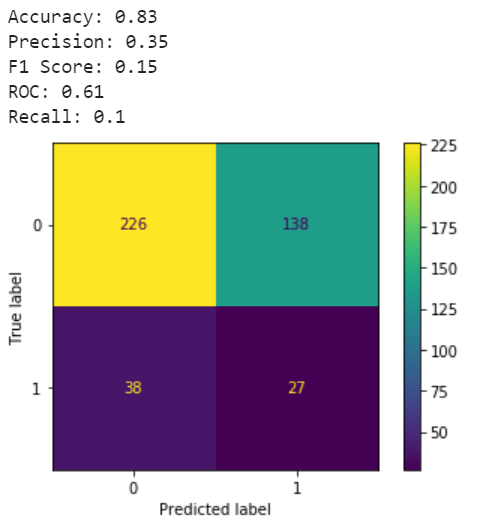 Accuracy: 0.83
Precision: 0.35
F1 Score: 0.15
ROC: 0.61
Recall: 0.1
225
200
175
150
125
100
75
50
0
226
138
True label
1
38
27
0
1
Predicted label